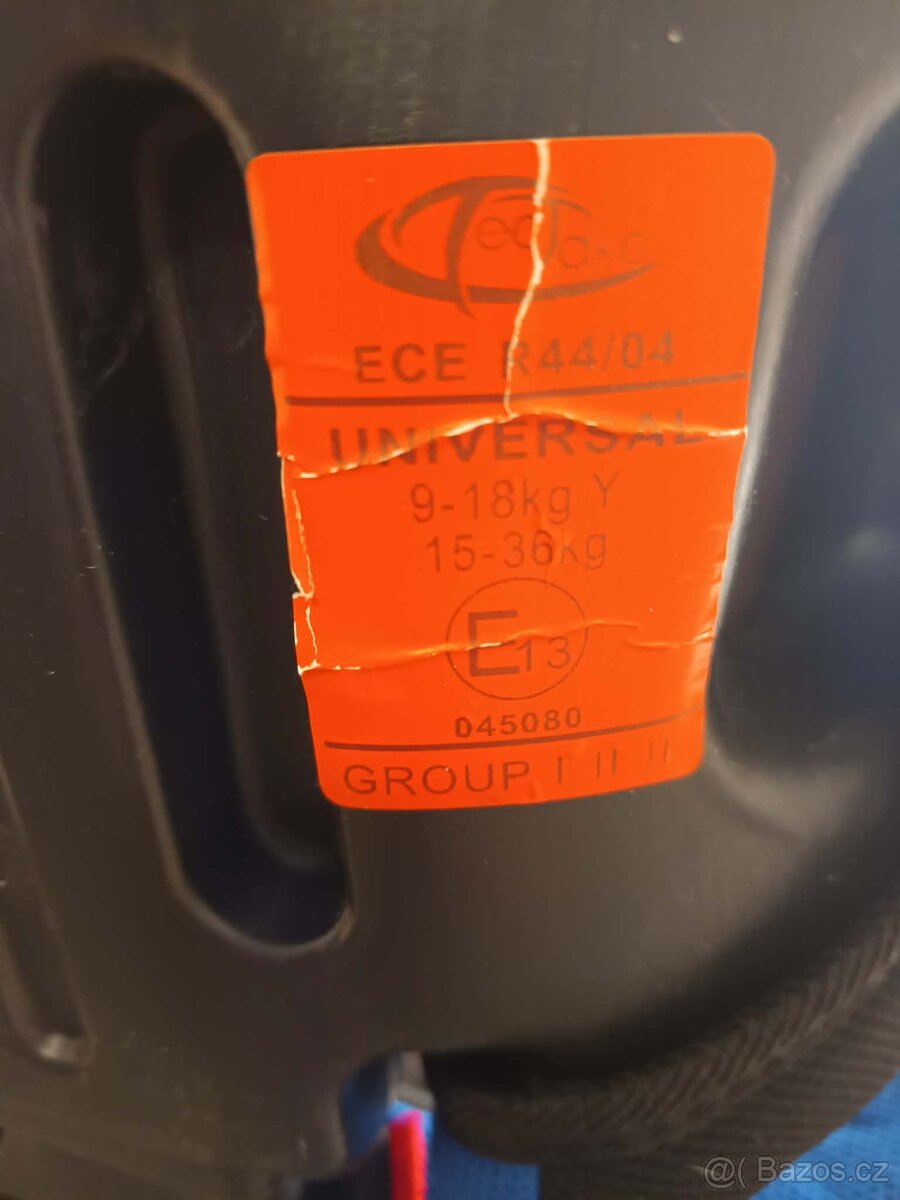 ECE R44/04
UNIVERSAL
9-18kg Y
15-36kg
E13
045080
GROUP I II
@( Bazos.cz